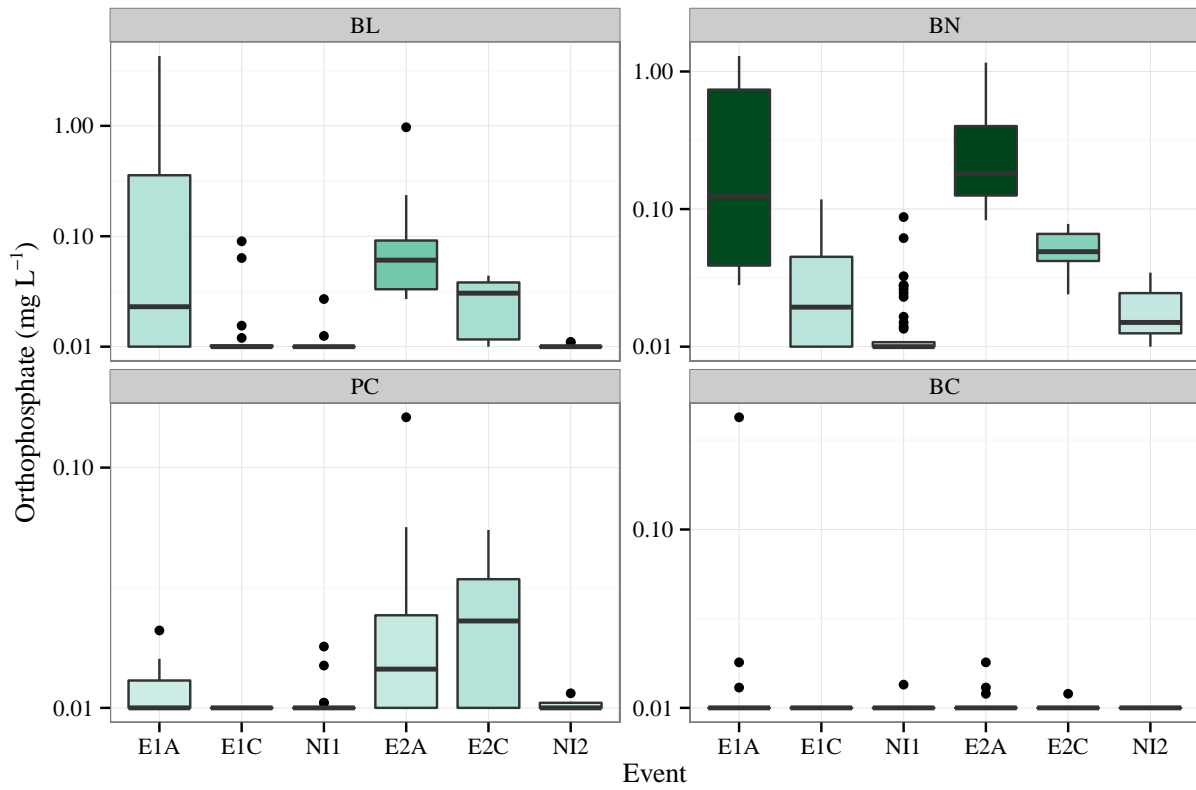 BL BN
1.00
0.10
0.01
1.00
0.10
0.01
PC BC
0.10
0.01
0.10
0.01
E1A E1C NI1 E2A E2C NI2
E1A E1C NI1 E2A E2C NI2
Orthophosphate (mg L⁻¹)
Event